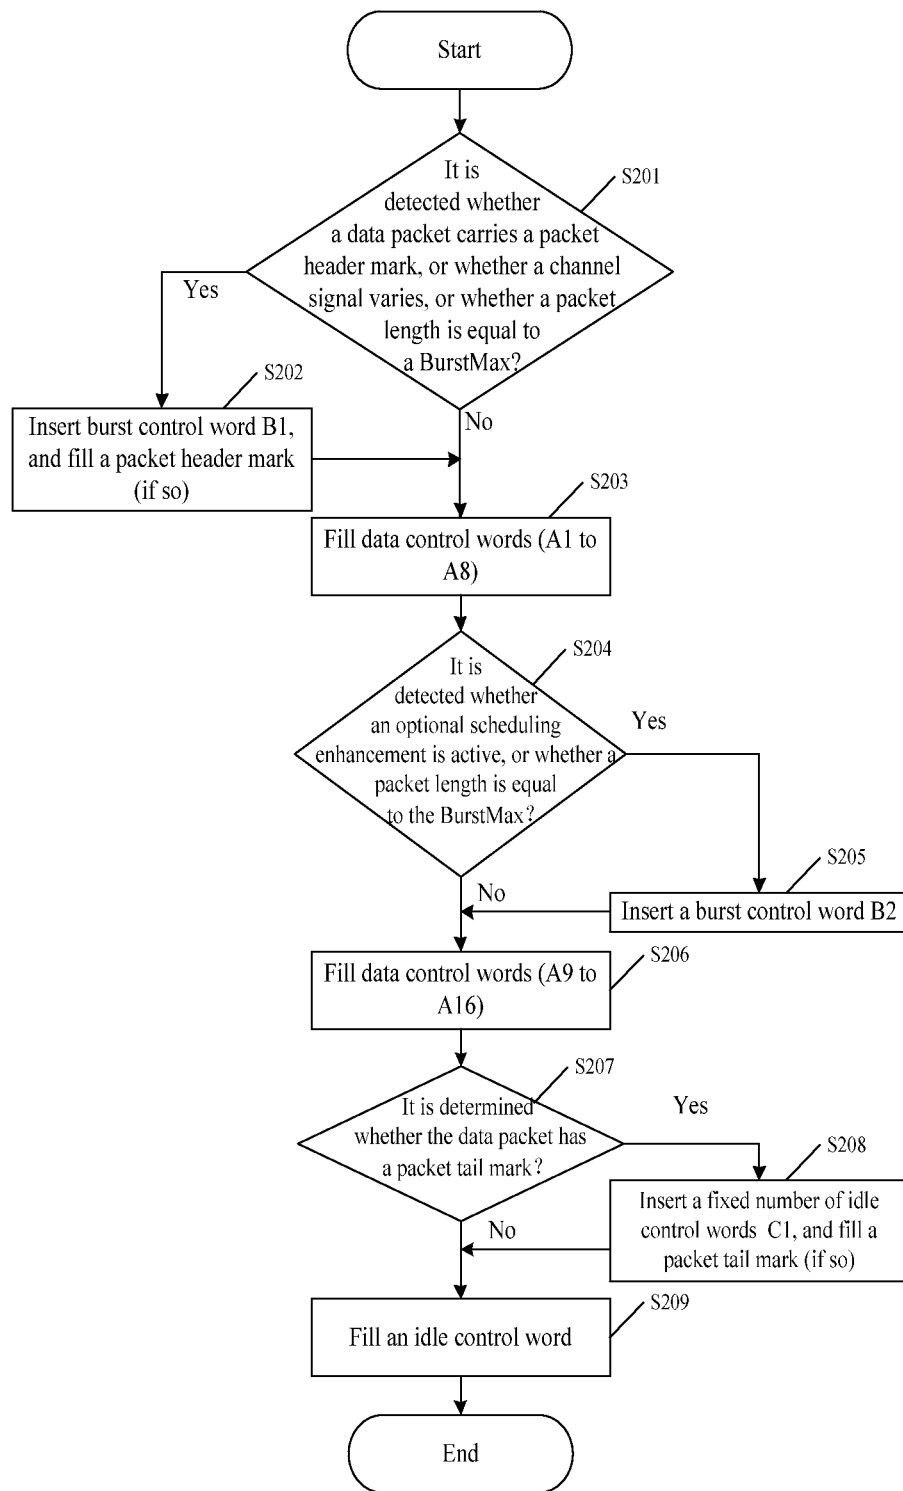 Start
It is
detected whether
a data packet carries a packet
header mark, or whether a channel
signal varies, or whether a packet
length is equal to
a BurstMax?
S201
Yes
No
S202
Insert burst control word B1,
and fill a packet header mark
(if so)
S203
Fill data control words (A1 to
A8)
S204
It is
detected whether
an optional scheduling
enhancement is active, or whether a
packet length is equal
to the BurstMax?
Yes
No
S205
Insert a burst control word B2
S206
Fill data control words (A9 to
A16)
S207
It is determined
whether the data packet has
a packet tail mark?
Yes
No
S208
Insert a fixed number of idle
control words C1, and fill a
packet tail mark (if so)
S209
Fill an idle control word
End